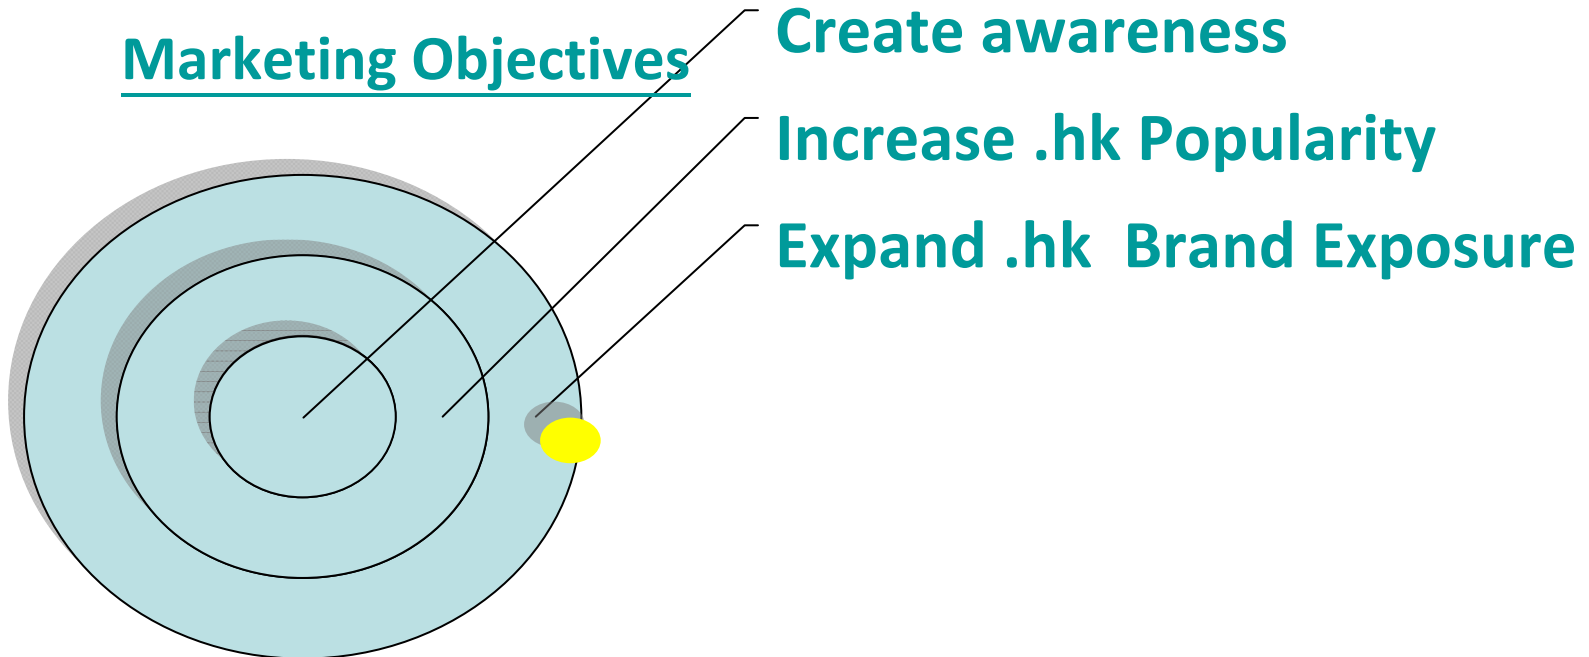 Marketing Objectives
Create awareness
Increase .hk Popularity
Expand .hk  Brand Exposure